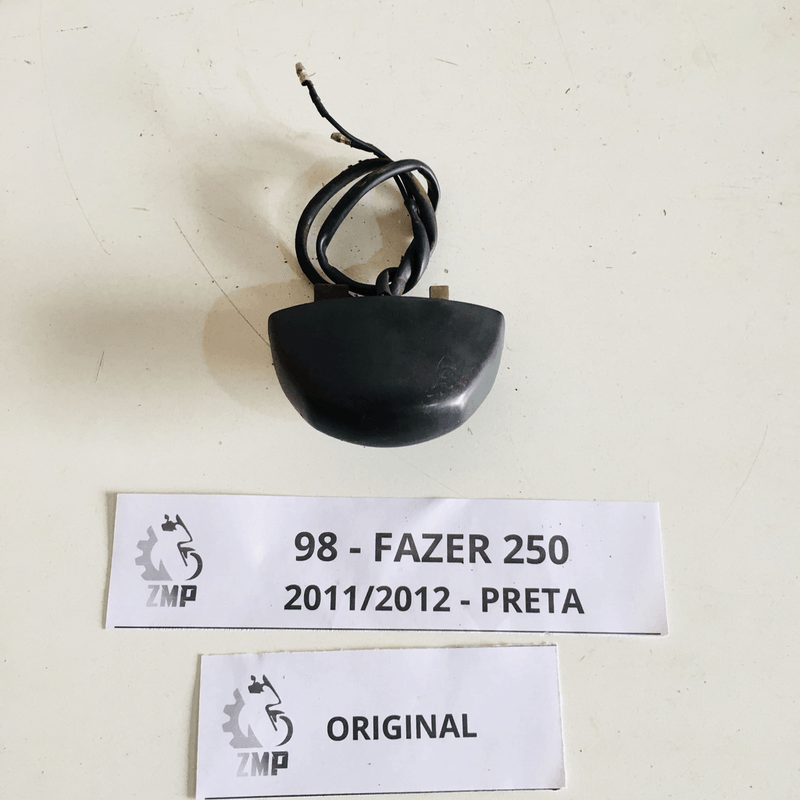 98 - FAZER 250
2011/2012 - PRETA
ZMP
ORIGINAL
ZMP